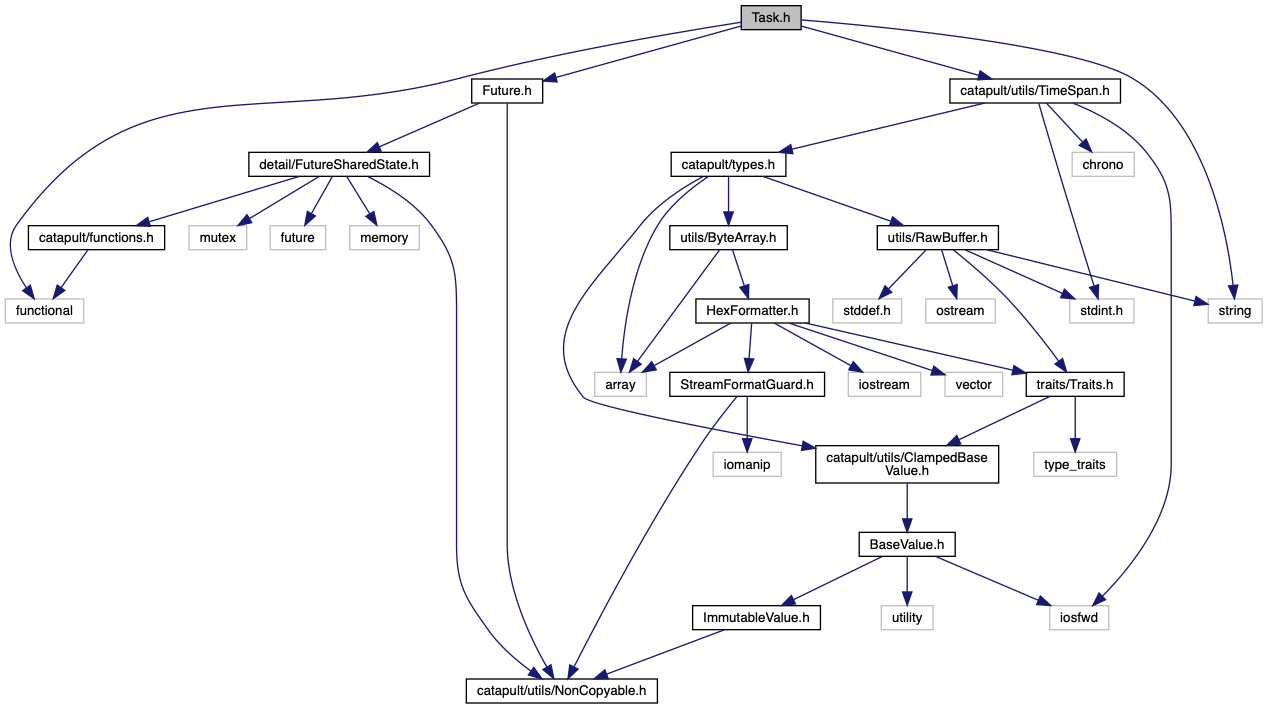 Task.h
Future.h
catapult/utils/TimeSpan.h
detail/FutureSharedState.h
catapult/types.h
chrono
catapult/functions.h
mutex
future
memory
utils/ByteArray.h
utils/RawBuffer.h
functional
HexFormatter.h
stddef.h
ostream
stdint.h
string
array
StreamFormatGuard.h
iostream
vector
traits/Traits.h
iomanip
catapult/utils/ClampedBase
Value.h
type_traits
BaseValue.h
ImmutableValue.h
utility
iosfwd
catapult/utils/NonCopyable.h